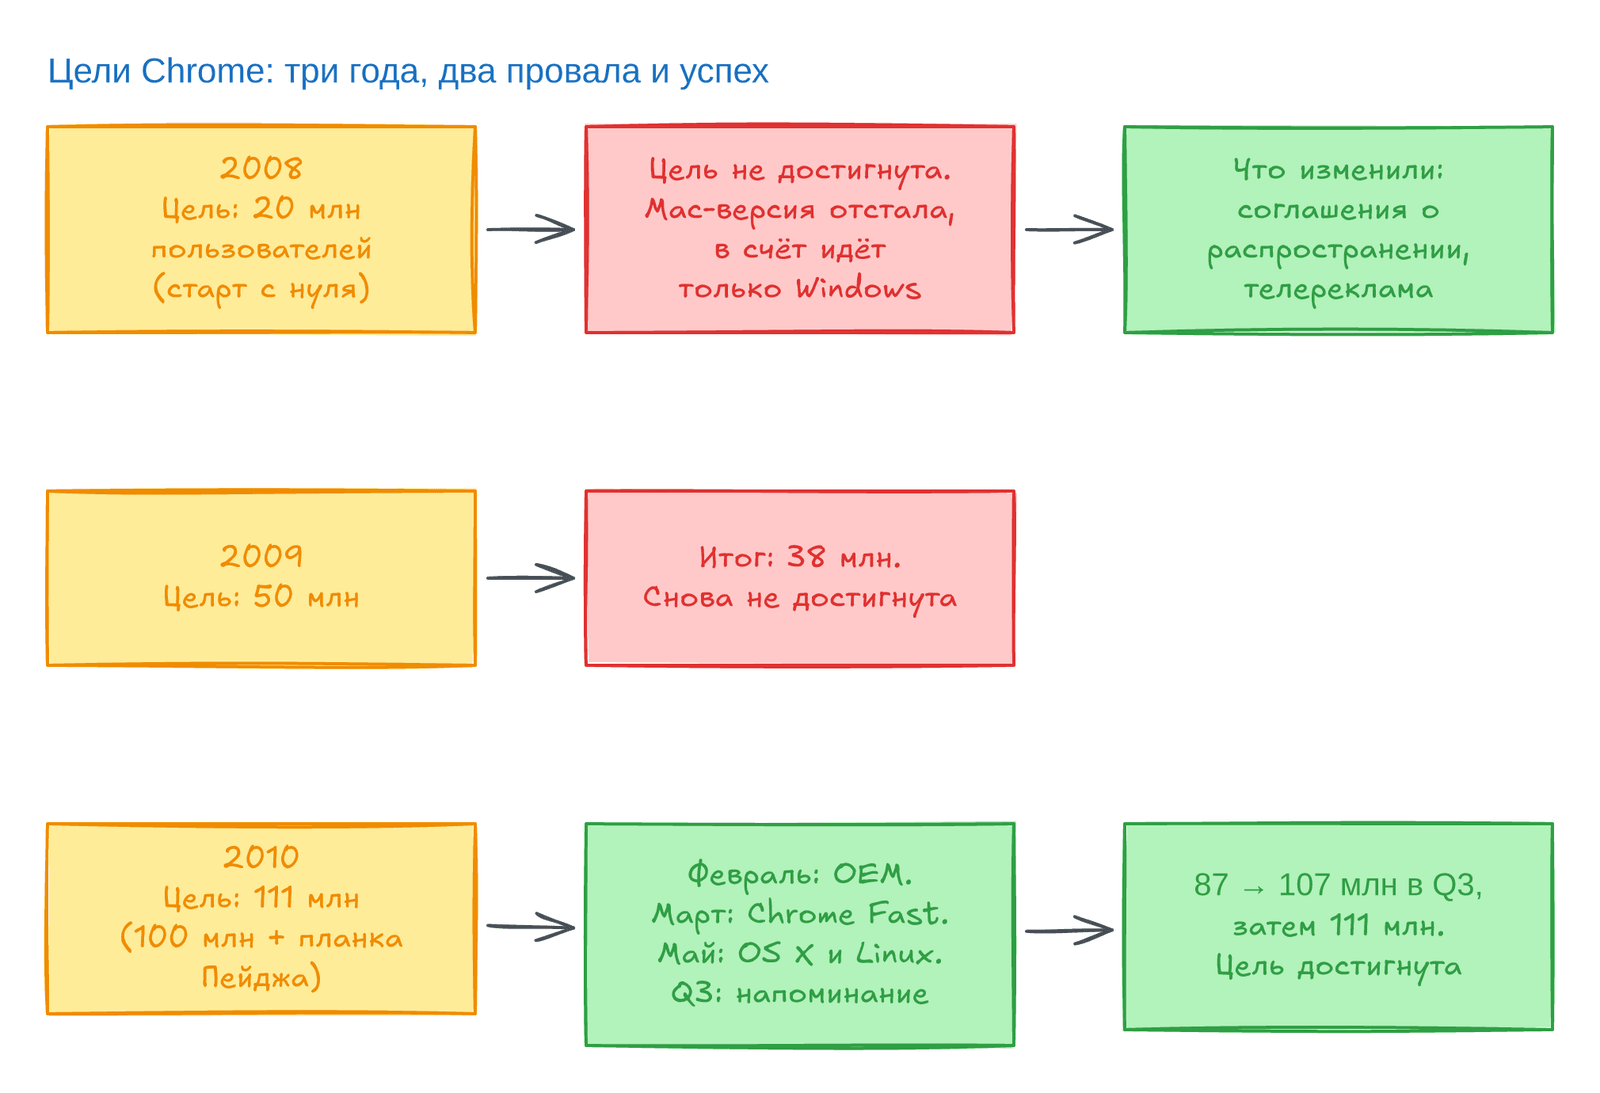 Цели Chrome: три года, два провала и успех
2008
Цель: 20 млн
пользователей
(старт с нуля)
Цель не достигнута.
Mac-версия отстала,
в счёт идёт
только Windows
Что изменили:
соглашения о
распространении,
телереклама
2009
Цель: 50 млн
Итог: 38 млн.
Снова не достигнута
2010
Цель: 111 млн
(100 млн + планка
Пейджа)
Февраль: OEM.
Март: Chrome Fast.
Май: OS X и Linux.
Q3: напоминание
87 → 107 млн в Q3,
затем 111 млн.
Цель достигнута